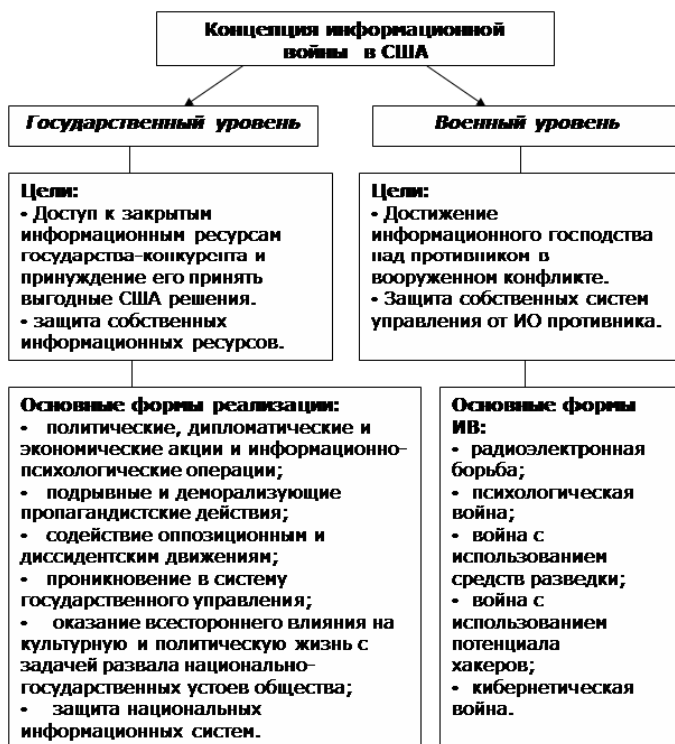 Концепция информационной
войны в США
Государственный уровень
Военный уровень
Цели:
• Доступ к закрытым
информационным ресурсам
государства-конкурента и
принуждение его принять
выгодные США решения.
• защита собственных
информационных ресурсов.
Цели:
• Достижение
информационного господства
над противником в
вооруженном конфликте.
• Защита собственных систем
управления от ИО противника.
Основные формы реализации:
• политические, дипломатические и
экономические акции и информационно-
психологические операции;
• подрывные и деморализующие
пропагандистские действия;
• содействие оппозиционным и
диссидентским движениям;
• проникновение в систему
государственного управления;
• оказание всестороннего влияния на
культурную и политическую жизнь с
задачей развала национально-
государственных устоев общества;
• защита национальных
информационных систем.
Основные формы
ИВ:
• радиоэлектронная
борьба;
• психологическая
война;
• война с
использованием
средств разведки;
• война с
использованием
потенциала
хакеров;
• кибернетическая
война.